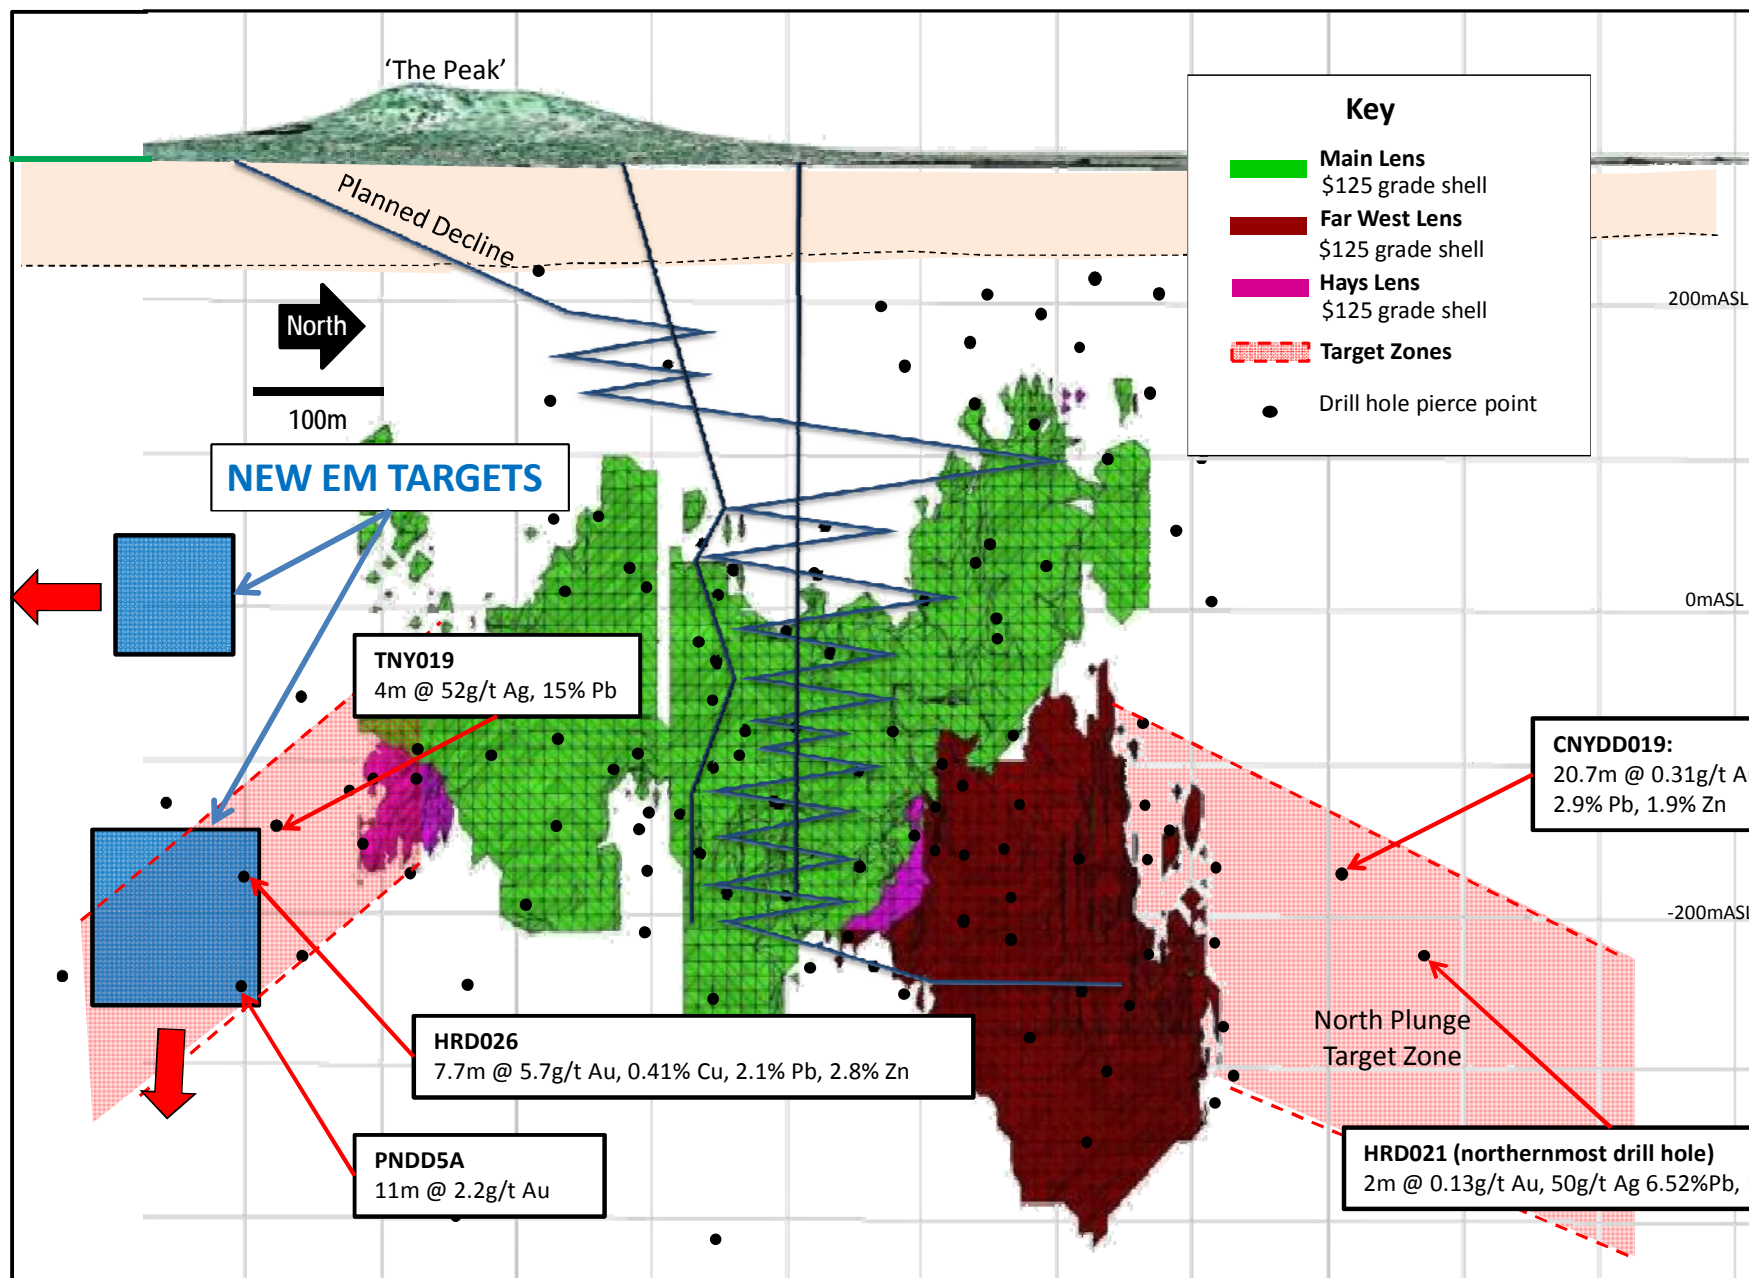 'The Peak'
Key
Main Lens
$125 grade shell
Far West Lens
$125 grade shell
Hays Lens
$125 grade shell
Target Zones
Drill hole pierce point
Planned Decline
North
100m
200mASL
NEW EM TARGETS
0mASL
TNY019
4m @ 52g/t Ag, 15% Pb
CNYDD019:
20.7m @ 0.31g/t A
2.9% Pb, 1.9% Zn
-200mASL
North Plunge
Target Zone
HRD026
7.7m @ 5.7g/t Au, 0.41% Cu, 2.1% Pb, 2.8% Zn
PNDD5A
11m @ 2.2g/t Au
HRD021 (northernmost drill hole)
2m @ 0.13g/t Au, 50g/t Ag 6.52%Pb,